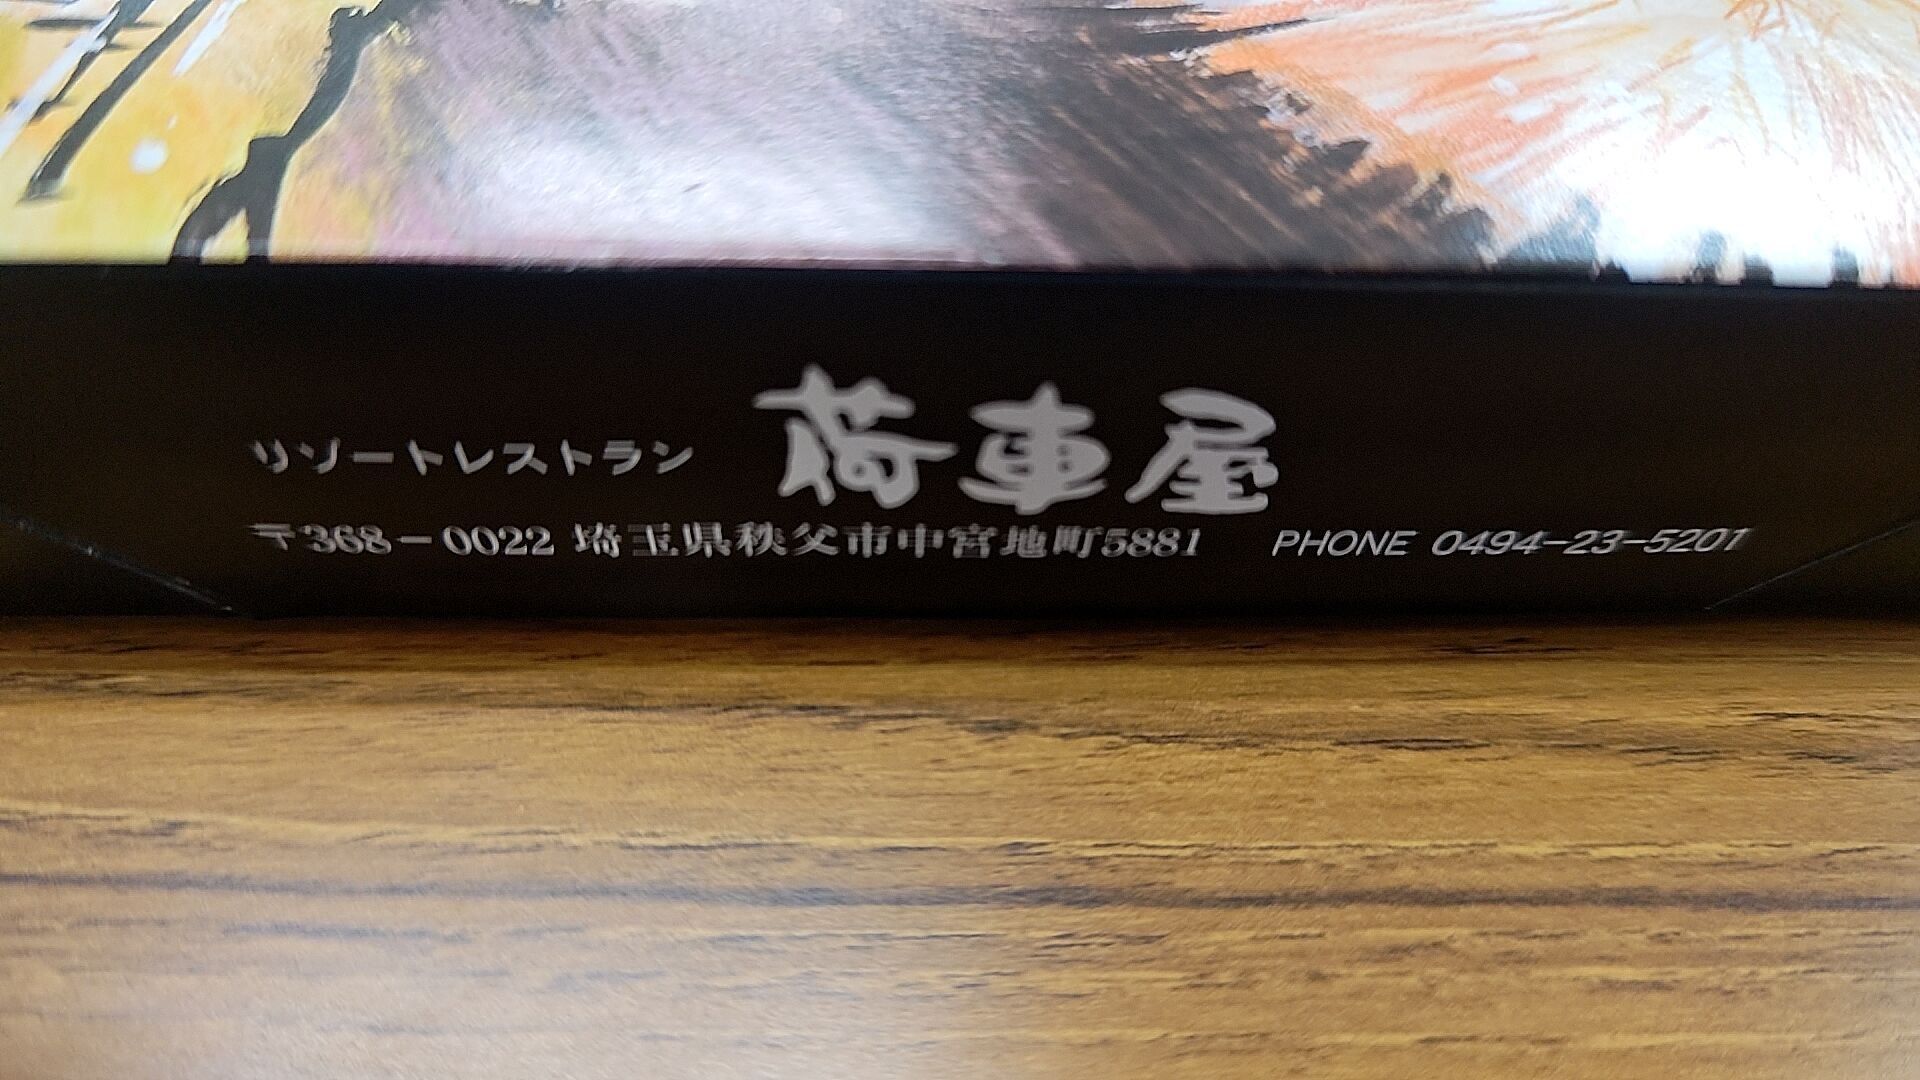 リゾートレストラン 荷車屋
〒368-0022 埼玉県秩父市中宮地町5881 PHONE 0494-23-5201